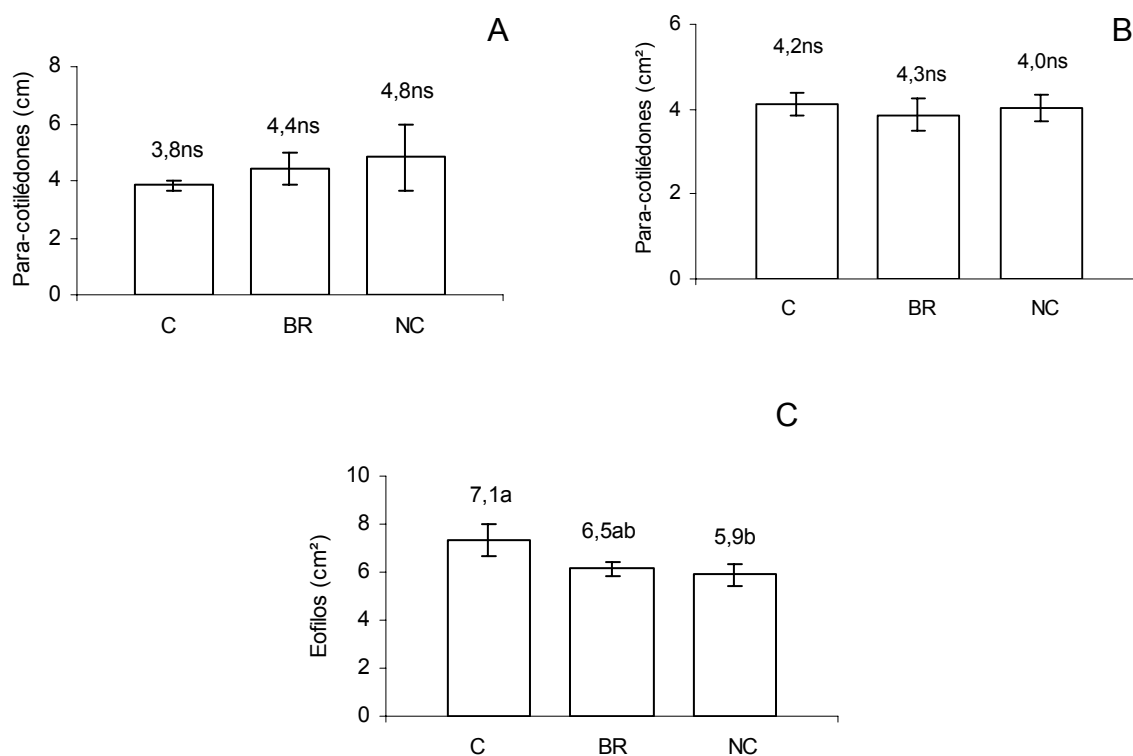 A
Para-cotilédones (cm)
8
6
4
2
0
3,8ns
4,4ns
4,8ns
C
BR
NC
B
Para-cotilédones (cm²)
6
4
2
0
4,2ns
4,3ns
4,0ns
C
BR
NC
C
Eofilos (cm²)
10
8
6
4
2
0
7,1a
6,5ab
5,9b
C
BR
NC